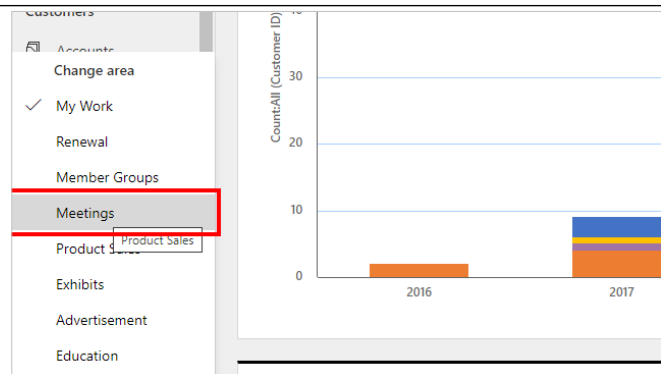 Customers
Accounts
Change area
My Work
Renewal
Member Groups
Meetings
Product Sales
Product Sales
Exhibits
Advertisement
Education
Count:All (Customer ID)
40
30
20
10
0
2016
2017